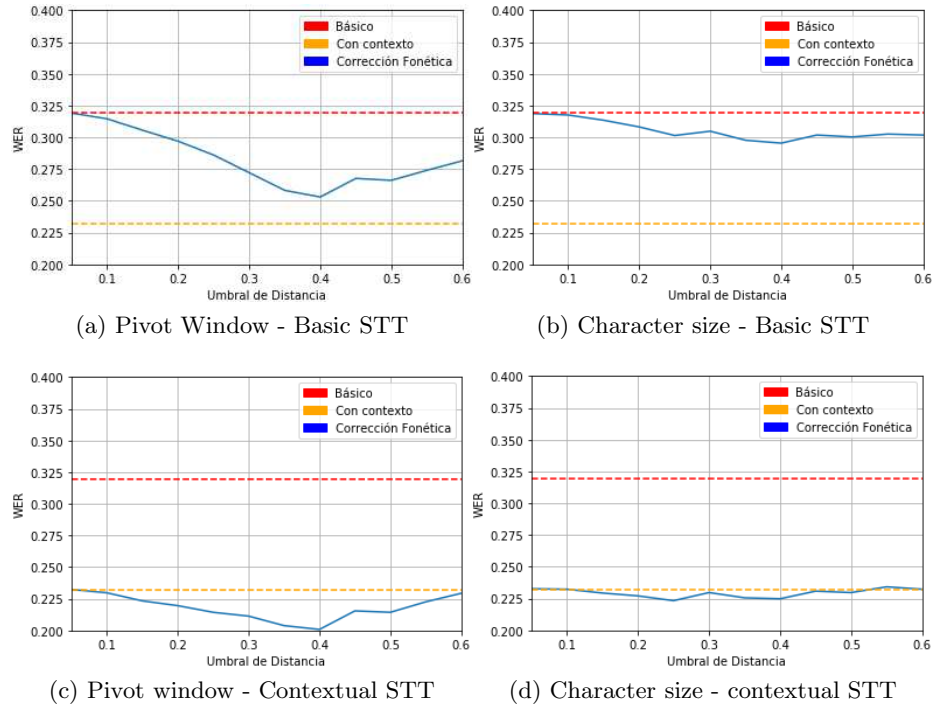 0.400
0.375
0.350
0.325
0.300
0.275
0.250
0.225
0.200
WER
Básico
Con contexto
Corrección Fonética
0.1 0.2 0.3 0.4 0.5 0.6
Umbral de Distancia
(a) Pivot Window - Basic STT
0.400
0.375
0.350
0.325
0.300
0.275
0.250
0.225
0.200
WER
Básico
Con contexto
Corrección Fonética
0.1 0.2 0.3 0.4 0.5 0.6
Umbral de Distancia
(b) Character size - Basic STT
0.400
0.375
0.350
0.325
0.300
0.275
0.250
0.225
0.200
WER
Básico
Con contexto
Corrección Fonética
0.1 0.2 0.3 0.4 0.5 0.6
Umbral de Distancia
(c) Pivot window - Contextual STT
0.400
0.375
0.350
0.325
0.300
0.275
0.250
0.225
0.200
WER
Básico
Con contexto
Corrección Fonética
0.1 0.2 0.3 0.4 0.5 0.6
Umbral de Distancia
(d) Character size - contextual STT